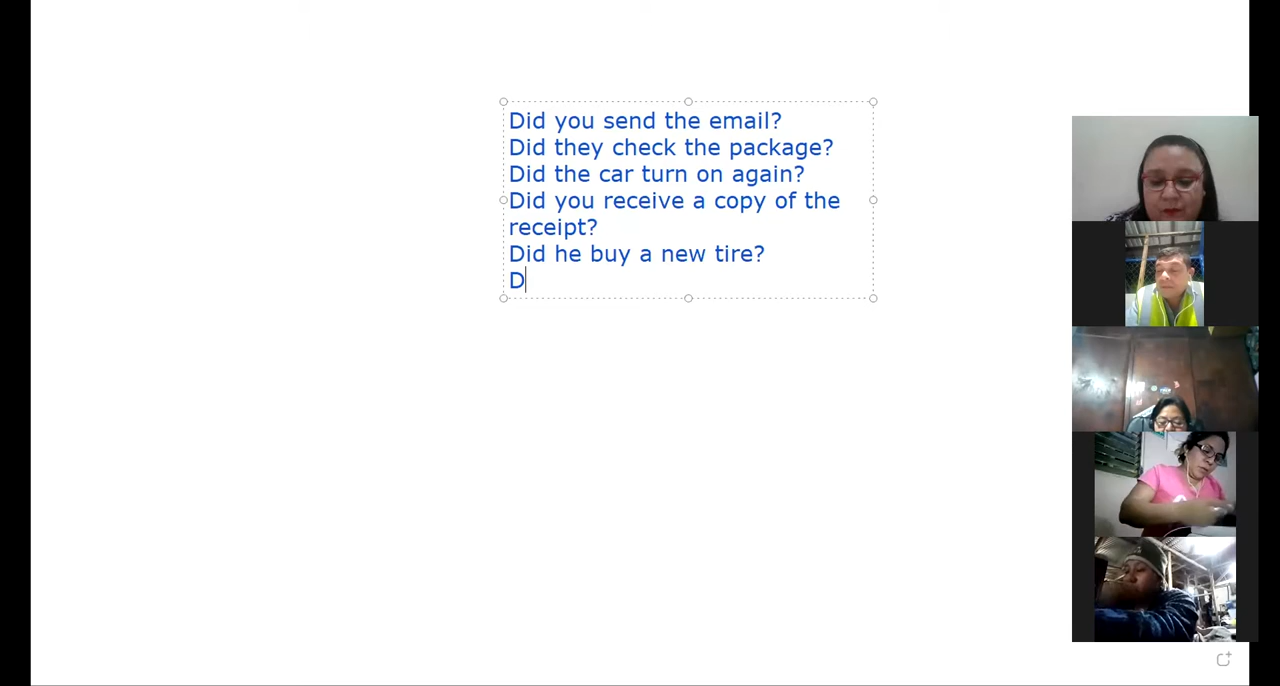 Did you send the email?
Did they check the package?
Did the car turn on again?
Did you receive a copy of the
receipt?
Did he buy a new tire?
D